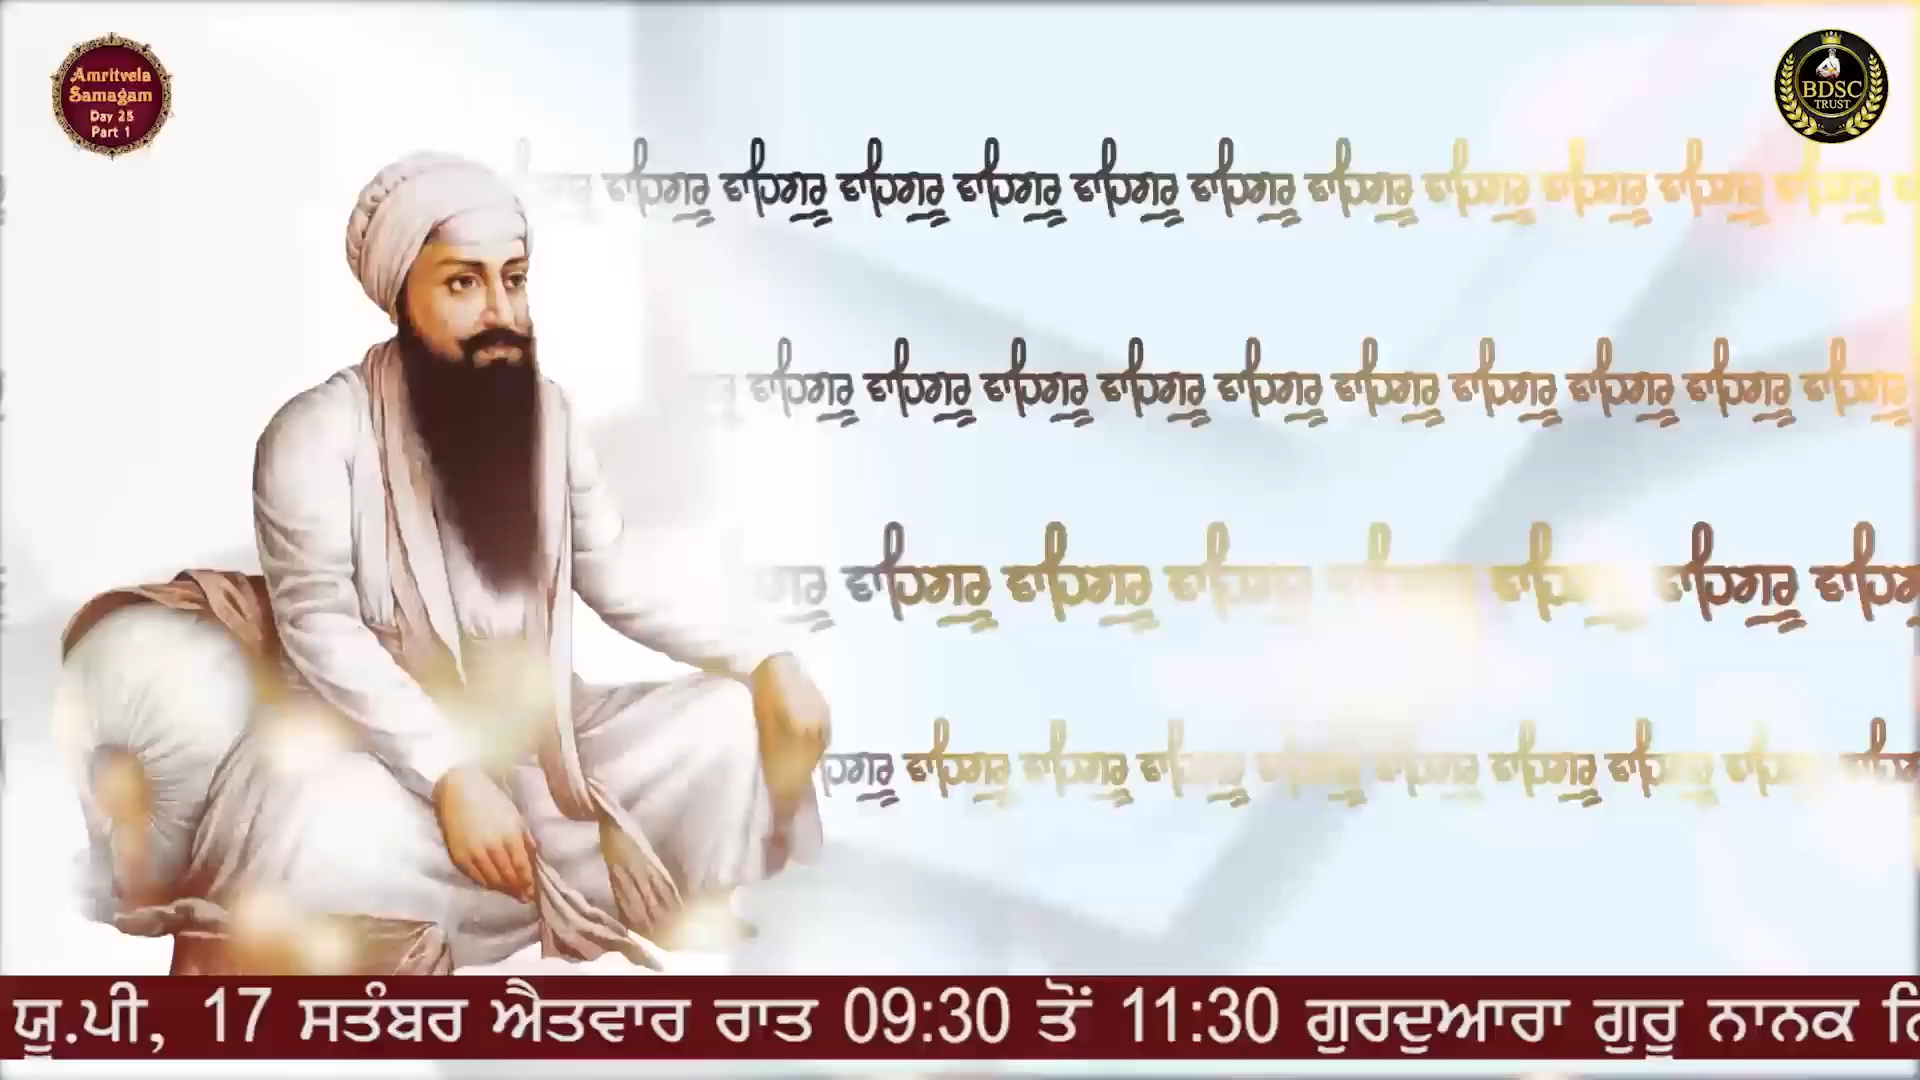 Amritvela
Samagam
Day 25
Part 1
BDSC
TRUST
ਵਾਹਿਗੁਰੂ ਵਾਹਿਗੁਰੂ ਵਾਹਿਗੁਰੂ ਵਾਹਿਗੁਰੂ ਵਾਹਿਗੁਰੂ ਵਾਹਿਗੁਰੂ ਵਾਹਿਗੁਰੂ ਵਾਹਿਗੁਰੂ ਵਾਹਿਗੁਰੂ ਵਾਹਿਗੁਰੂ ਵਾਹਿਗੁਰੂ
ਵਾਹਿਗੁਰੂ ਵਾਹਿਗੁਰੂ ਵਾਹਿਗੁਰੂ ਵਾਹਿਗੁਰੂ ਵਾਹਿਗੁਰੂ ਵਾਹਿਗੁਰੂ ਵਾਹਿਗੁਰੂ ਵਾਹਿਗੁਰੂ ਵਾਹਿਗੁਰੂ ਵਾਹਿਗੁਰੂ
ਵਾਹਿਗੁਰੂ ਵਾਹਿਗੁਰੂ ਵਾਹਿਗੁਰੂ ਵਾਹਿਗੁਰੂ ਵਾਹਿਗੁਰੂ ਵਾਹਿਗੁਰੂ
ਵਾਹਿਗੁਰੂ ਵਾਹਿਗੁਰੂ ਵਾਹਿਗੁਰੂ ਵਾਹਿਗੁਰੂ ਵਾਹਿਗੁਰੂ ਵਾਹਿਗੁਰੂ ਵਾਹਿਗੁਰੂ ਵਾਹਿਗੁਰੂ
ਯੂ.ਪੀ, 17 ਸਤੰਬਰ ਐਤਵਾਰ ਰਾਤ 09:30 ਤੋਂ 11:30 ਗੁਰਦੁਆਰਾ ਗੁਰੂ ਨਾਨਕ